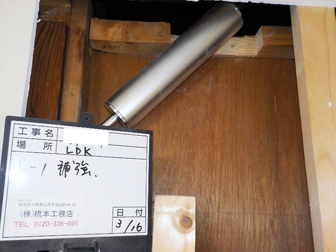 工事名
場所 LDK
-1 補強.
(株)橋本工務店
日付
TEL 0120-336-895
3/16